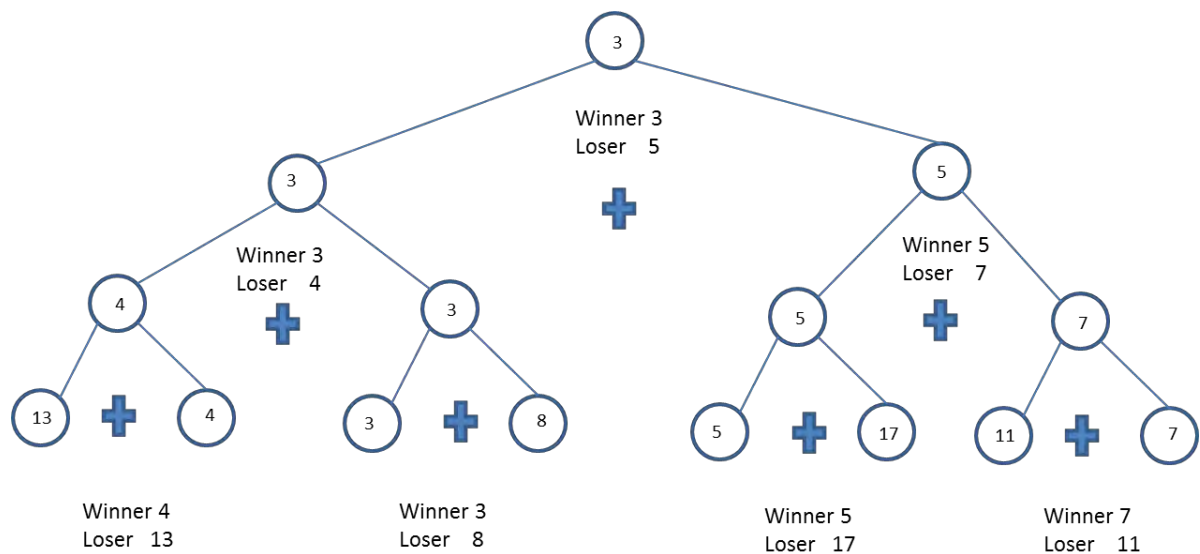 3
Winner 3
Loser 5
3
5
Winner 3
Loser 4
Winner 5
Loser 7
4
3
5
7
13
4
3
8
5
17
11
7
Winner 4
Loser 13
Winner 3
Loser 8
Winner 5
Loser 17
Winner 7
Loser 11